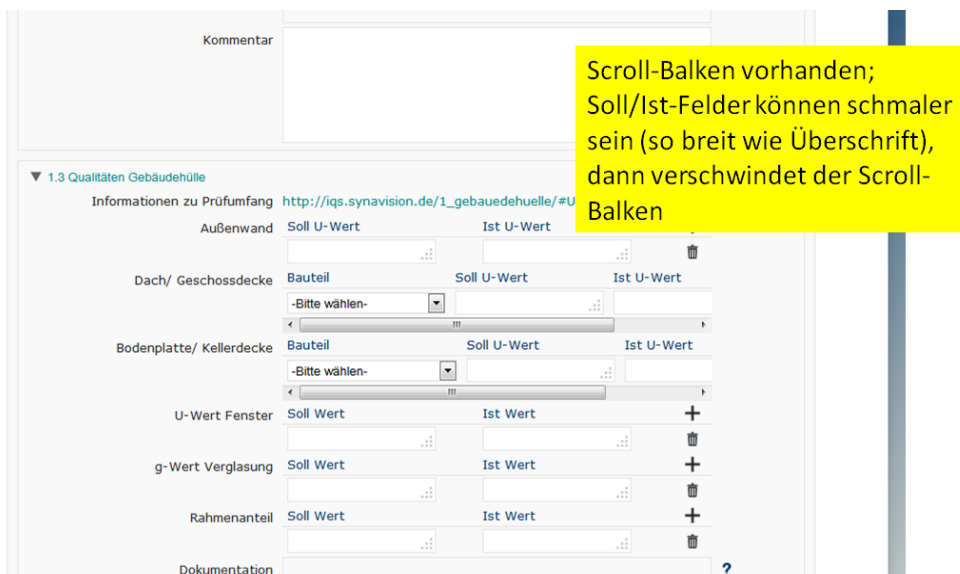 Kommentar
Scroll-Balken vorhanden;
Soll/Ist-Felder können schmaler
sein (so breit wie Überschrift),
dann verschwindet der Scroll-
Balken
▼ 1.3 Qualitäten Gebäudehülle
Informationen zu Prüfumfang http://iqs.synavision.de/1_gebauedehuelle/#U
Außenwand Soll U-Wert Ist U-Wert
Dach/ Geschossdecke Bauteil Soll U-Wert Ist U-Wert
-Bitte wählen-
Bodenplatte/ Kellerdecke Bauteil Soll U-Wert Ist U-Wert
-Bitte wählen-
U-Wert Fenster Soll Wert Ist Wert +
g-Wert Verglasung Soll Wert Ist Wert +
Rahmenanteil Soll Wert Ist Wert +
Dokumentation ?